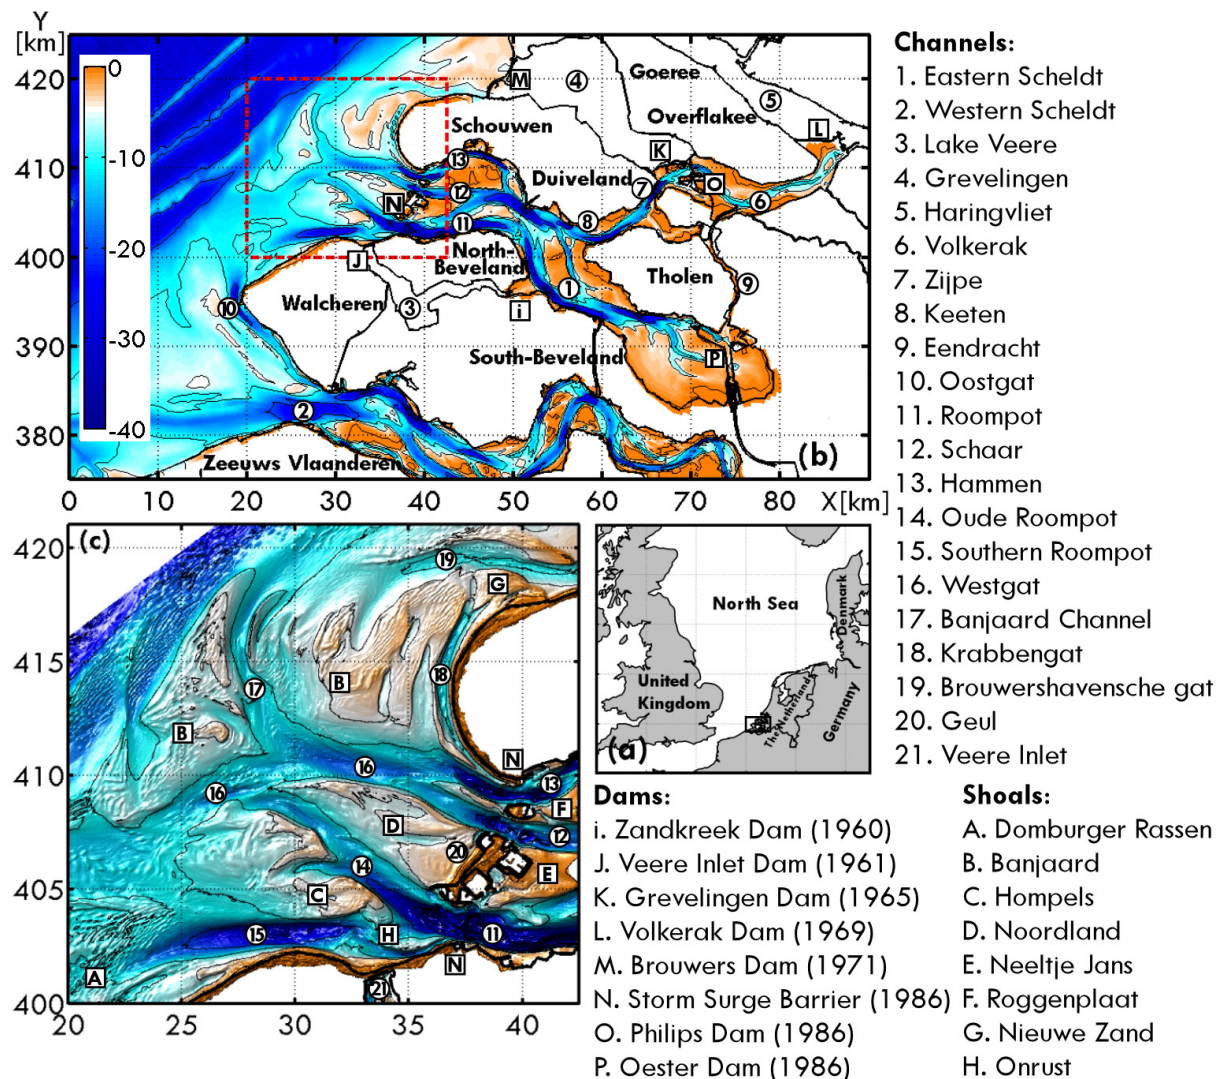 Y
[km]
420
410
400
390
380
0
-10
-20
-30
-40
M
4
Goeree
5
Overflakee
L
Schouwen
K
13
Duiveland
7
O
12
N
6
11
8
J
North-
Beveland
Tholen
10
Walcheren
3
i
1
9
South-Beveland
P
2
Zeeuws Vlaanderen
(b)
0 10 20 30 40 50 60 70 80 X[km]
(c)
420
415
410
405
400
19
G
B
18
17
B
N
16
13
16
F
D
12
20
14
E
C
15
H
11
N
A
21
20 25 30 35 40
North Sea
Denmark
United
Kingdom
The Netherlands
Germany
(a)
Channels:
1. Eastern Scheldt
2. Western Scheldt
3. Lake Veere
4. Grevelingen
5. Haringvliet
6. Volkerak
7. Zijpe
8. Keeten
9. Eendracht
10. Oostgat
11. Roompot
12. Schaar
13. Hammen
14. Oude Roompot
15. Southern Roompot
16. Westgat
17. Banjaard Channel
18. Krabbengat
19. Brouwershavensche gat
20. Geul
21. Veere Inlet
Dams:
i. Zandkreek Dam (1960)
J. Veere Inlet Dam (1961)
K. Grevelingen Dam (1965)
L. Volkerak Dam (1969)
M. Brouwers Dam (1971)
N. Storm Surge Barrier (1986)
O. Philips Dam (1986)
P. Oester Dam (1986)
Shoals:
A. Domburger Rassen
B. Banjaard
C. Hompels
D. Noordland
E. Neeltje Jans
F. Roggenplaat
G. Nieuwe Zand
H. Onrust